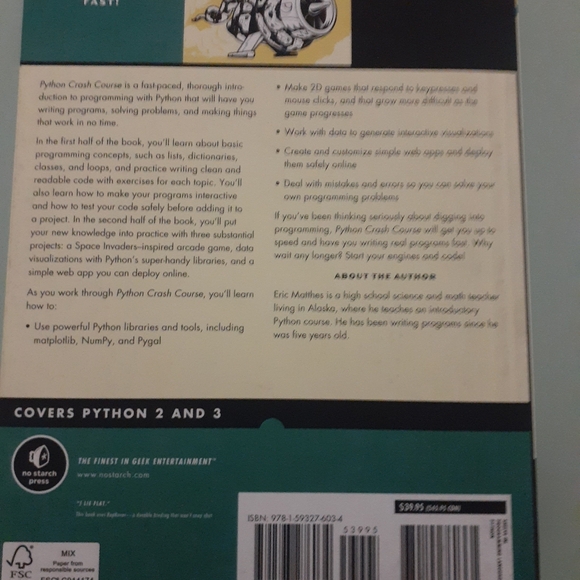 FAST!
Python Crash Course is a fast-paced, thorough intro-
duction to programming with Python that will have you
writing programs, solving problems, and making things
that work in no time.
In the first half of the book, you'll learn about basic
programming concepts, such as lists, dictionaries,
classes, and loops, and practice writing clean and
readable code with exercises for each topic. You'll
also learn how to make your programs interactive
and how to test your code safely before adding it to
a project. In the second half of the book, you'll put
your new knowledge into practice with three substantial
projects: a Space Invaders–inspired arcade game, data
visualizations with Python's super-handy libraries, and a
simple web app you can deploy online.
As you work through Python Crash Course, you'll learn
how to:
• Use powerful Python libraries and tools, including
matplotlib, NumPy, and Pygal
• Make 2D games that respond to keypresses and
mouse clicks, and that grow more difficult as the
game progresses
• Work with data to generate interactive visualizations
• Create and customize simple web apps and deploy
them safely online
• Deal with mistakes and errors so you can solve your
own programming problems
If you've been thinking seriously about digging into
programming, Python Crash Course will get you up to
speed and have you writing real programs fast. Why
wait any longer? Start your engines and code!
ABOUT THE AUTHOR
Eric Matthes is a high school science and math teacher
living in Alaska, where he teaches an introductory
Python course. He has been writing programs since he
was five years old.
COVERS PYTHON 2 AND 3
no starch
press
THE FINEST IN GEEK ENTERTAINMENT™
www.nostarch.com
"I LIE FLAT."
$39.95 ($45.95 CDN)
ISBN: 978-1-59327-603-4
53995
FSC
MIX
Paper from
responsible sources